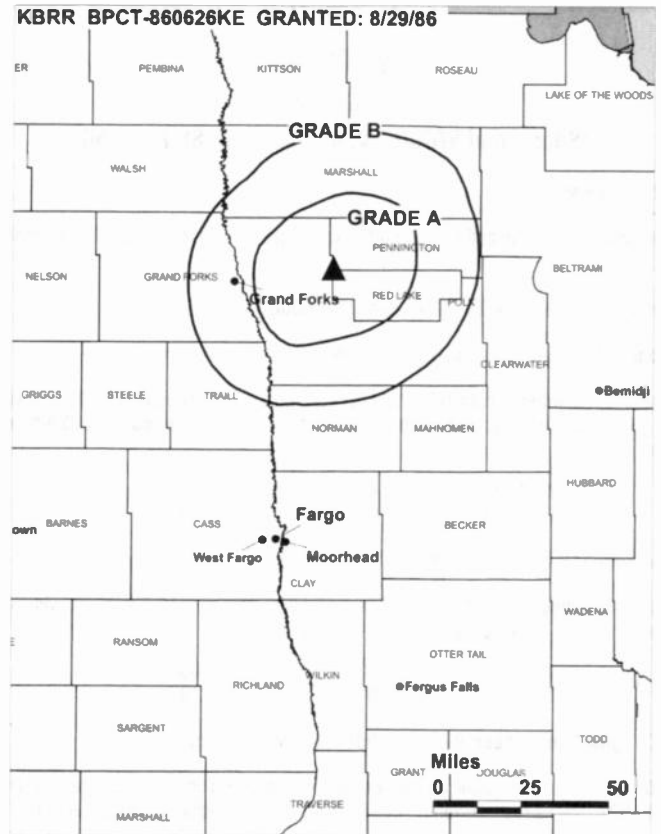 KBRR BPCT-860626KE GRANTED: 8/29/86
ER
PEMBINA
KITTSON
ROSEAU
LAKE OF THE WOODS
GRADE B
WALSH
MARSHALL
GRADE A
PENNINGTON
NELSON
GRAND FORKS
Grand Forks
RED LAKE
POLK
BELTRAMI
CLEARWATER
GRIGGS
STEELE
TRAILL
Bemidji
NORMAN
MAHNOMEN
HUBBARD
own
BARNES
CASS
Fargo
West Fargo
Moorhead
BECKER
CLAY
WADENA
E
RANSOM
OTTER TAIL
RICHLAND
WILKIN
Fergus Falls
SARGENT
TODD
Miles
GRANT
DOUGLAS
0 25 50
MARSHALL
TRAVERSE